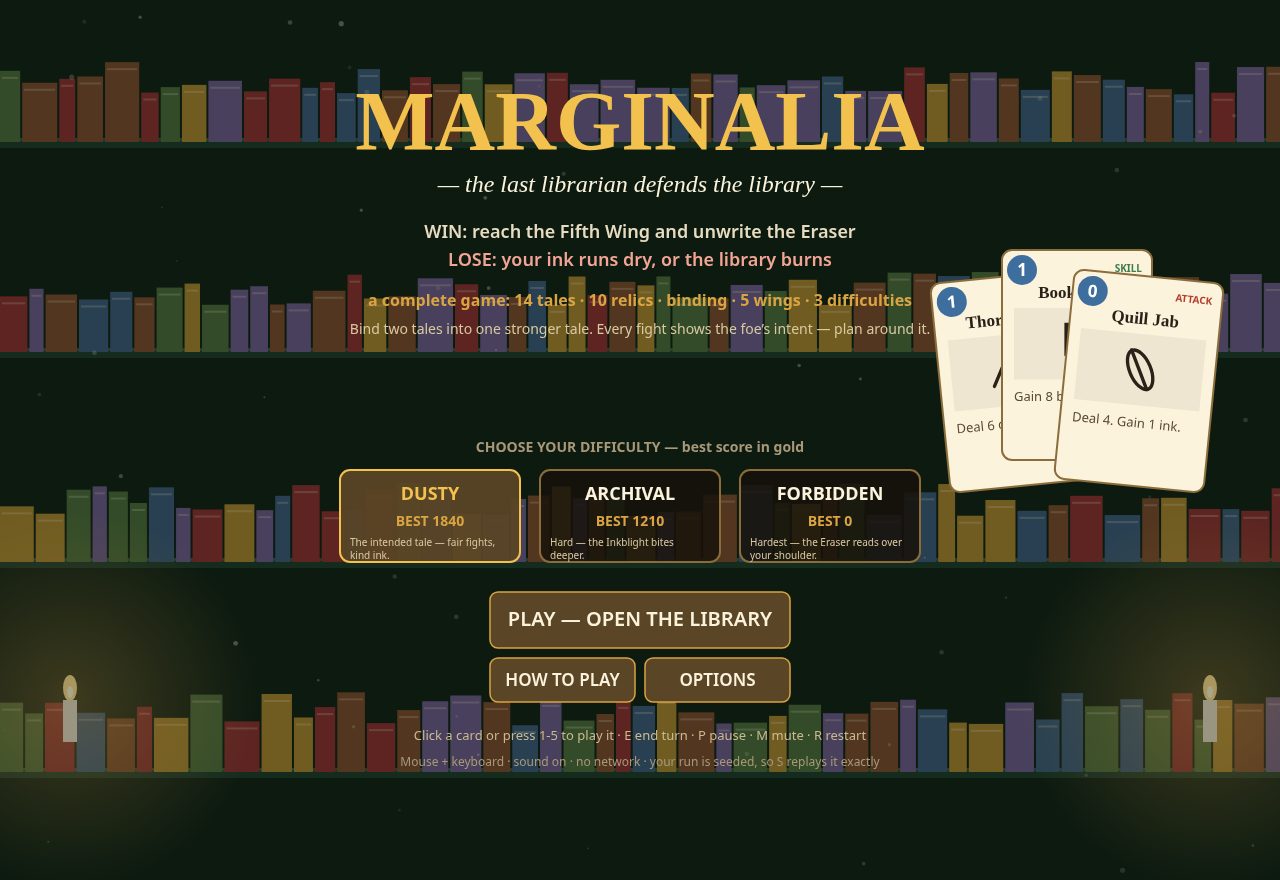 MARGINALIA
— the last librarian defends the library —
WIN: reach the Fifth Wing and unwrite the Eraser
LOSE: your ink runs dry, or the library burns
a complete game: 14 tales · 10 relics · binding · 5 wings · 3 difficulties
Bind two tales into one stronger tale. Every fight shows the foe's intent — plan around it.
1
Thor
Deal 6
1
SKILL
Book
Gain 8
0
ATTACK
Quill Jab
Deal 4. Gain 1 ink.
CHOOSE YOUR DIFFICULTY — best score in gold
DUSTY
BEST 1840
The intended tale — fair fights,
kind ink.
ARCHIVAL
BEST 1210
Hard — the Inkblight bites
deeper.
FORBIDDEN
BEST 0
Hardest — the Eraser reads over
your shoulder.
PLAY — OPEN THE LIBRARY
HOW TO PLAY
OPTIONS
Click a card or press 1-5 to play it · E end turn · P pause · M mute · R restart
Mouse + keyboard · sound on · no network · your run is seeded, so S replays it exactly